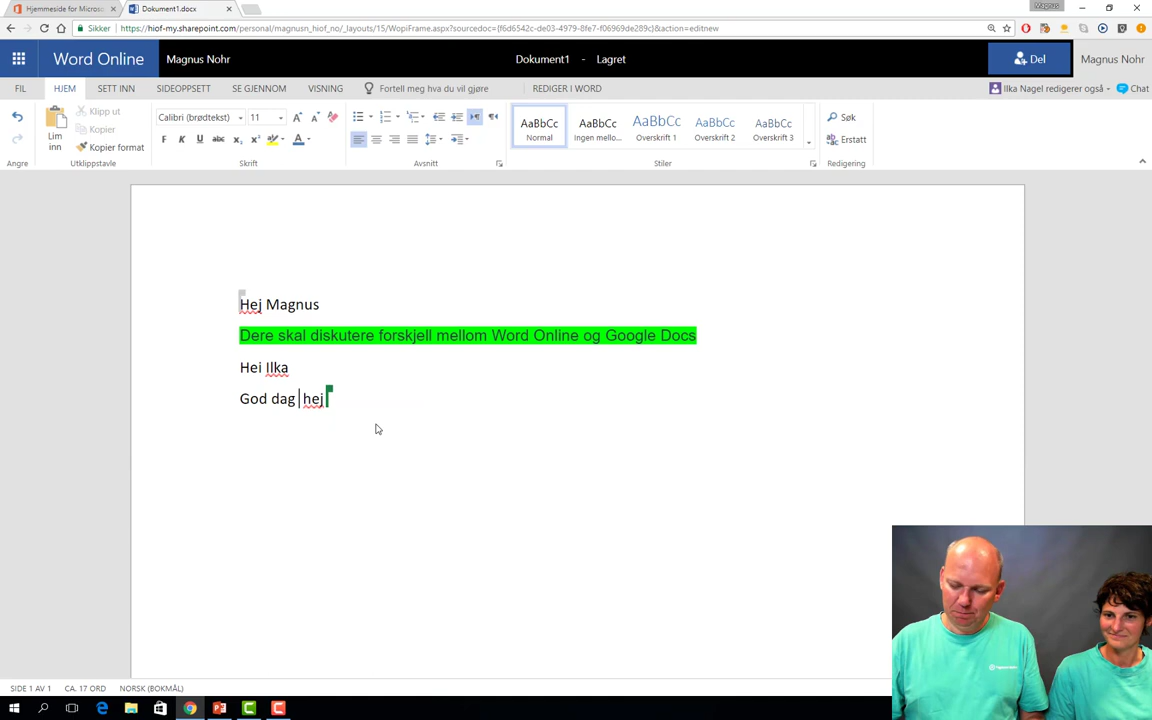 Hjemmeside for Microso
Dokument1.docx
Magnus
Sikker
https://hiof-my.sharepoint.com/personal/magnusn_hiof_no/_layouts/15/WopiFrame.aspx?sourcedoc={f6d6542c-de03-4979-8fe7-f06969de289c}&action=editnew
Word Online
Magnus Nohr
Dokument1 - Lagret
Del
Magnus Nohr
FIL HJEM SETT INN SIDEOPPSETT SE GJENNOM VISNING Fortell meg hva du vil gjøre REDIGER I WORD
Ilka Nagel redigerer også
Chat
Lim inn
Klipp ut
Kopier
Kopier format
Calibri (brødtekst) 11
AaBbCc Normal
AaBbCc Ingen mello...
AaBbCc Overskrift 1
AaBbCc Overskrift 2
AaBbCc Overskrift 3
Søk
Erstatt
Angre Utklippstavle Skrift Avsnitt Stiler Redigering
Hej Magnus
Dere skal diskutere forskjell mellom Word Online og Google Docs
Hei Ilka
God dag hej
SIDE 1 AV 1 CA. 17 ORD NORSK (BOKMÅL)